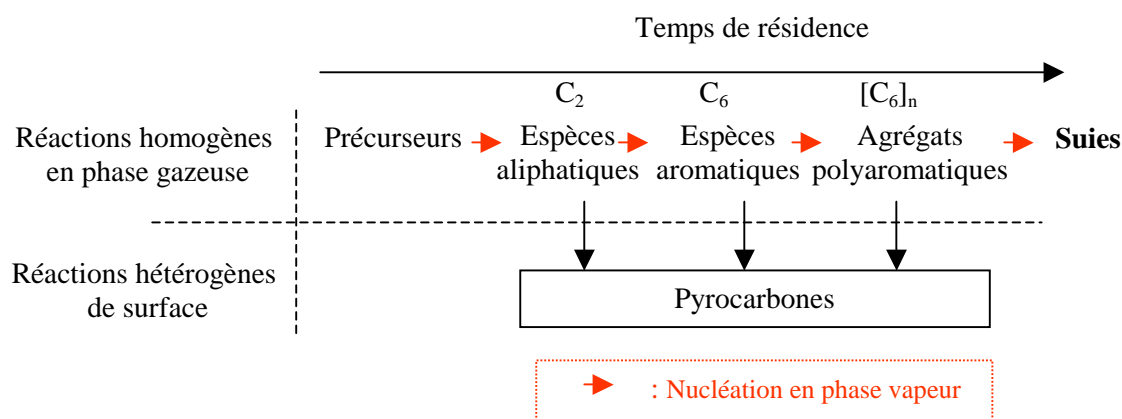 Temps de résidence
C₂ C₆ [C₆]ₙ
Réactions homogènes
en phase gazeuse
Précurseurs
Espèces
aliphatiques
Espèces
aromatiques
Agrégats
polyaromatiques
Suies
Réactions hétérogènes
de surface
Pyrocarbones
: Nucléation en phase vapeur